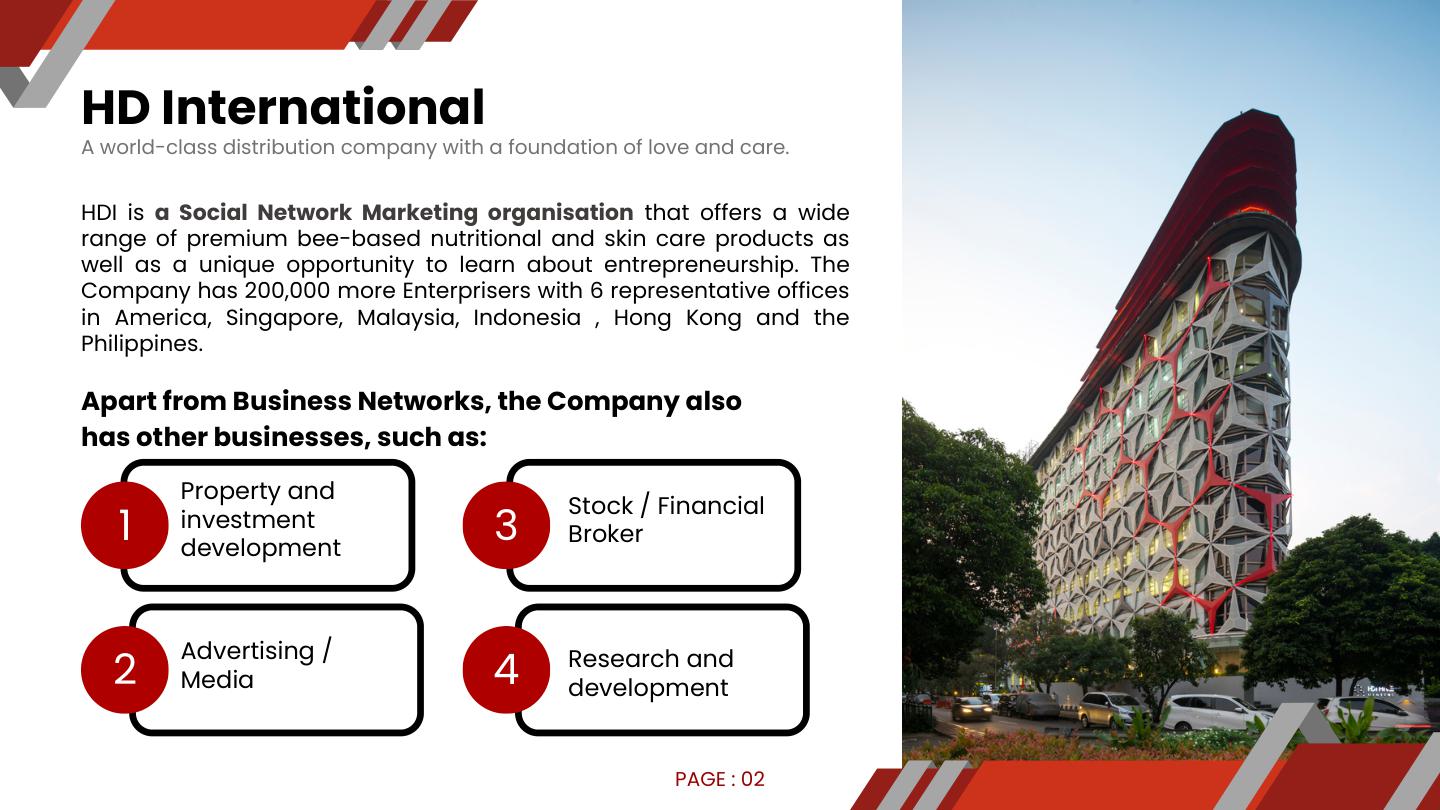 HD International
A world-class distribution company with a foundation of love and care.
HDI is a Social Network Marketing organisation that offers a wide
range of premium bee-based nutritional and skin care products as
well as a unique opportunity to learn about entrepreneurship. The
Company has 200,000 more Enterprisers with 6 representative offices
in America, Singapore, Malaysia, Indonesia , Hong Kong and the
Philippines.
Apart from Business Networks, the Company also
has other businesses, such as:
1
Property and
investment
development
2
Advertising /
Media
3
Stock / Financial
Broker
4
Research and
development
PAGE : 02